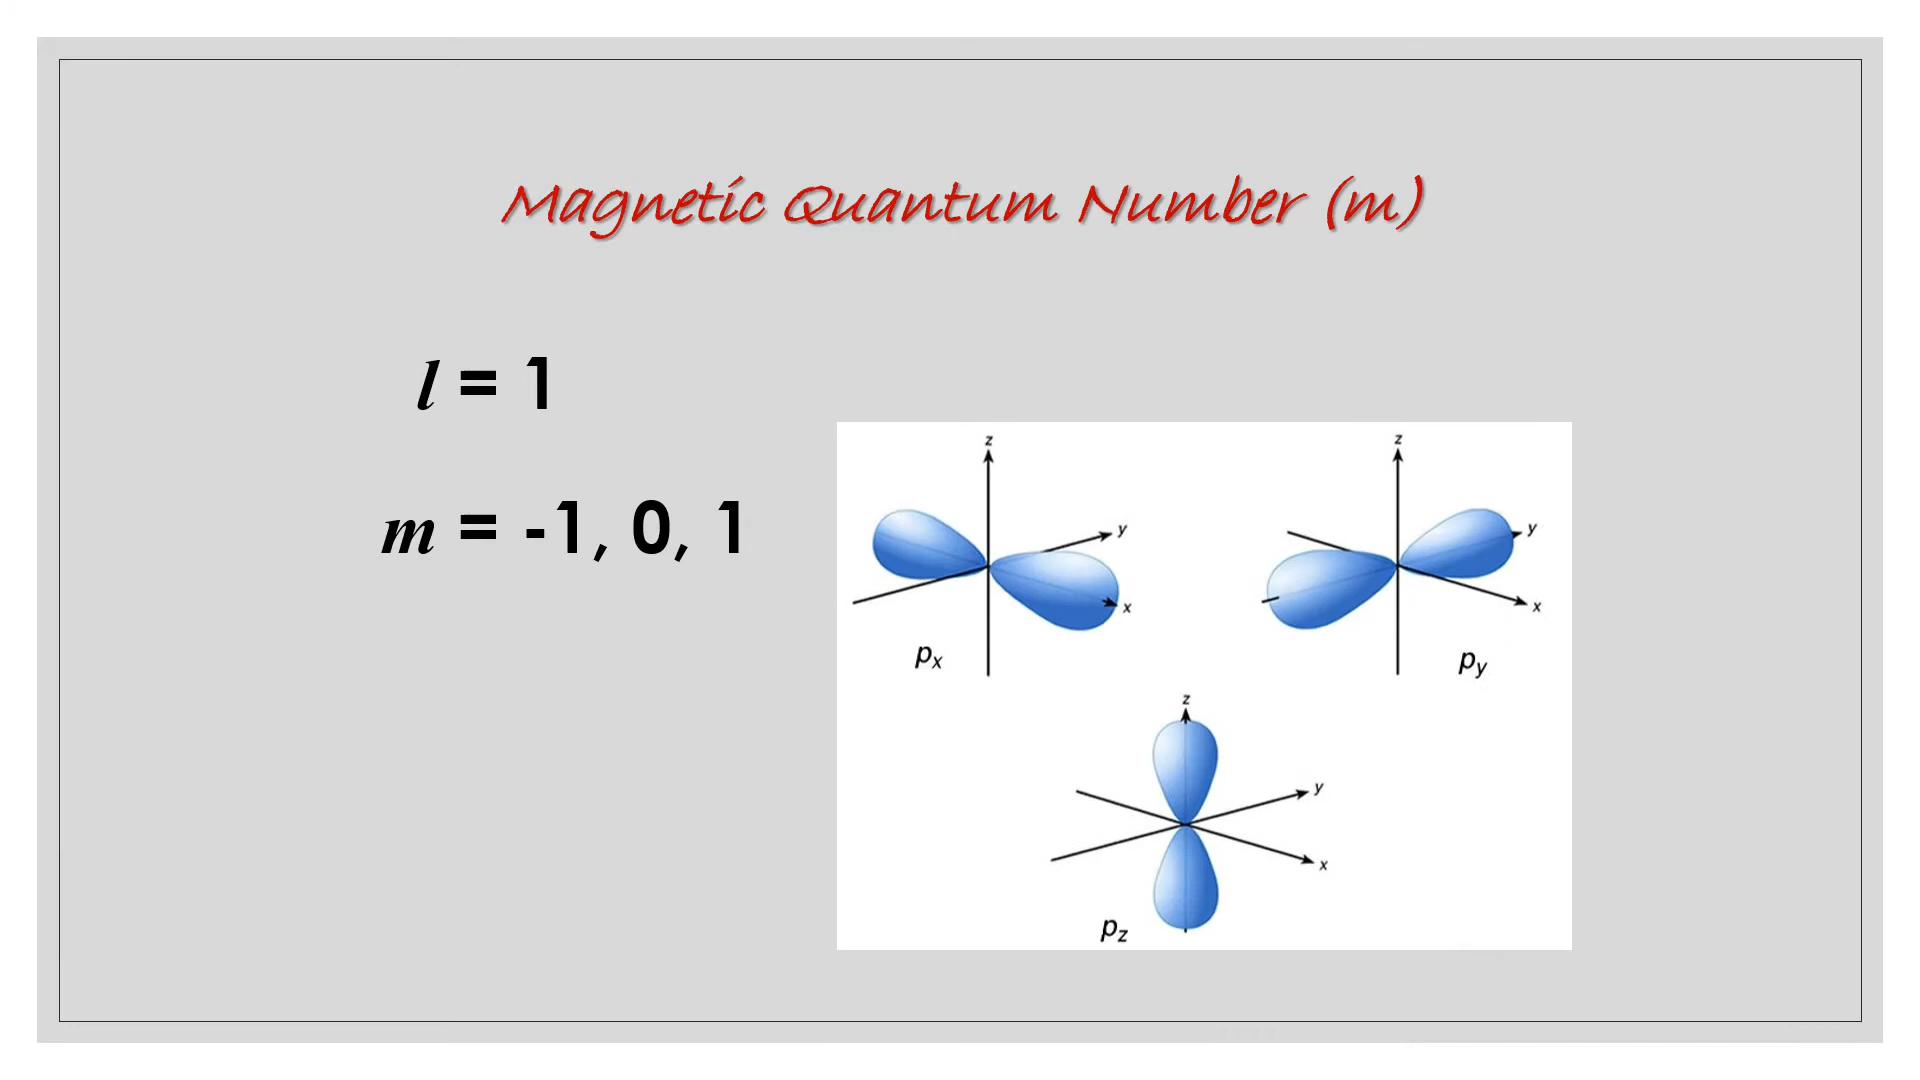 Magnetic Quantum Number (m)
l = 1
m = -1, 0, 1
z
y
x
px
z
y
x
py
z
y
x
pz